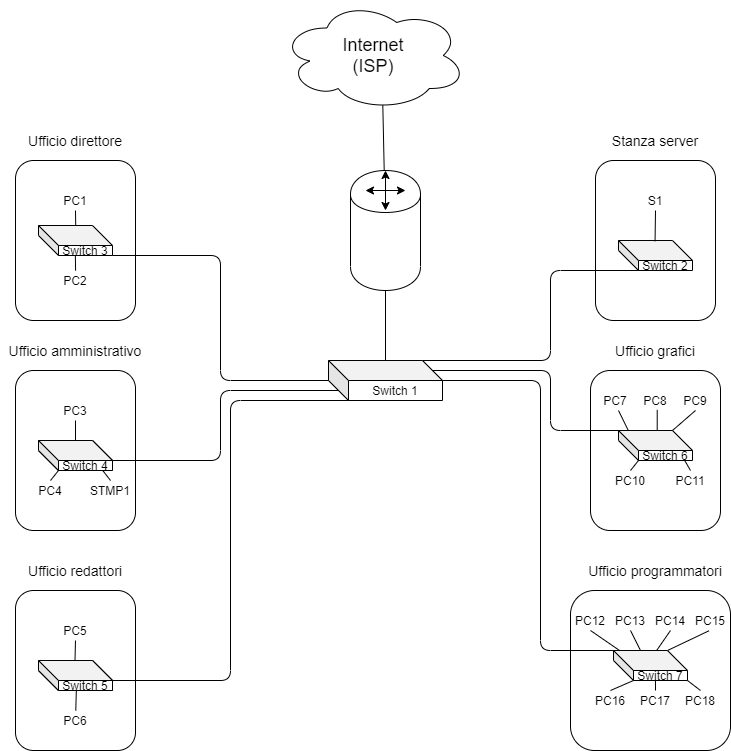 Internet
(ISP)
Ufficio direttore
Stanza server
PC1
Switch 3
PC2
S1
Switch 2
Ufficio amministrativo
Ufficio grafici
Switch 1
PC3
Switch 4
PC4 STMP1
PC7 PC8 PC9
Switch 6
PC10 PC11
Ufficio redattori
Ufficio programmatori
PC5
Switch 5
PC6
PC12 PC13 PC14 PC15
Switch 7
PC16 PC17 PC18